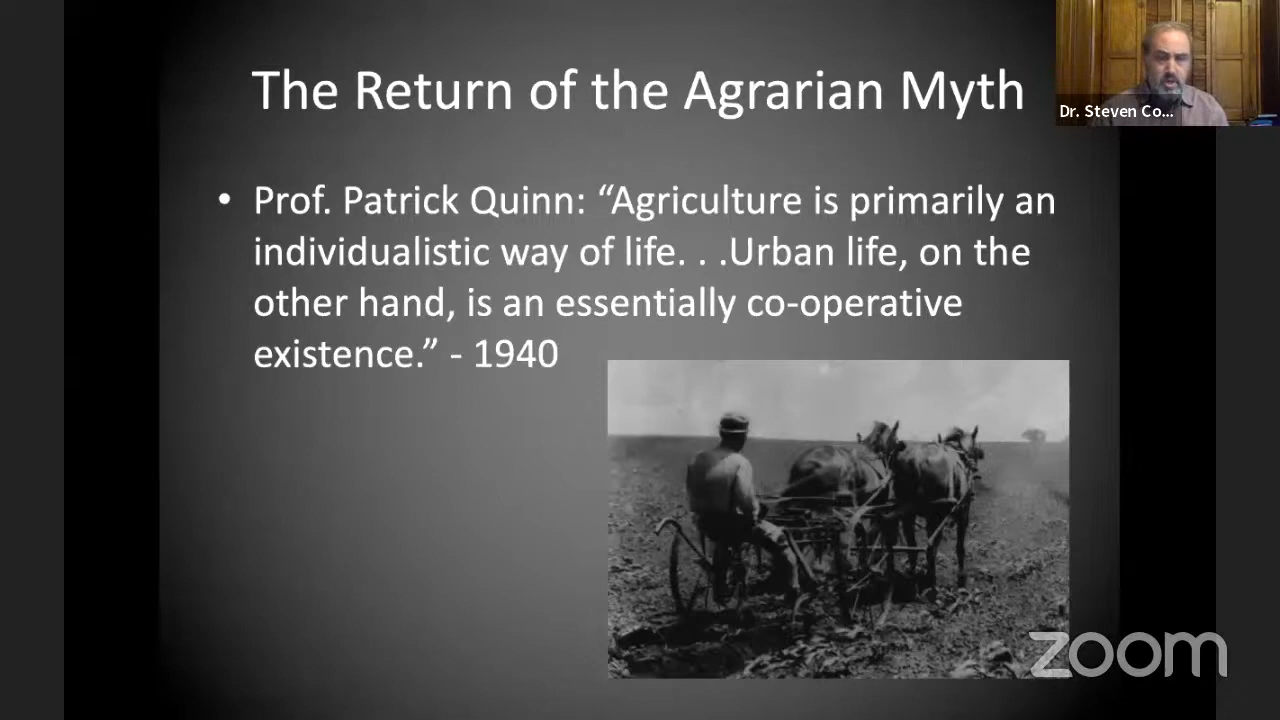 The Return of the Agrarian Myth
Dr. Steven Co...
• Prof. Patrick Quinn: “Agriculture is primarily an
individualistic way of life. . .Urban life, on the
other hand, is an essentially co-operative
existence.” - 1940
zoom